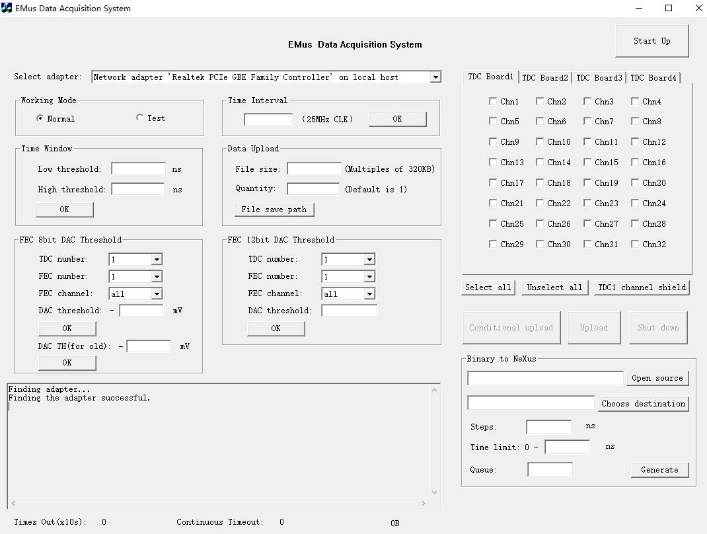 EMus Data Acquisition System
EMus Data Acquisition System
Start Up
Select adapter: Network adapter 'Realtek PCIe GBE Family Controller' on local host
Working Mode
Normal Test
Time Interval
(25MHz CLK) OK
Time Window
Low threshold: ns
High threshold: ns
OK
Data Upload
File size: (Multiples of 320KB)
Quantity: (Default is 1)
File save path
FEC 8bit DAC Threshold
TDC number: 1
FEC number: 1
FEC channel: all
DAC threshold: - mV
OK
DAC TH(for old): - mV
OK
FEC 12bit DAC Threshold
TDC number: 1
FEC number: 1
FEC channel: all
DAC threshold:
OK
TDC Board1 TDC Board2 TDC Board3 TDC Board4
Chn1 Chn2 Chn3 Chn4
Chn5 Chn6 Chn7 Chn8
Chn9 Chn10 Chn11 Chn12
Chn13 Chn14 Chn15 Chn16
Chn17 Chn18 Chn19 Chn20
Chn21 Chn22 Chn23 Chn24
Chn25 Chn26 Chn27 Chn28
Chn29 Chn30 Chn31 Chn32
Select all Unselect all TDC1 channel shield
Conditional upload Upload Shut down
Binary to NeXus
Open source
Choose destination
Steps: ns
Time limit: 0 - ns
Queue: Generate
Finding adapter...
Finding the adapter successful.
Times Out(x10s): 0 Continuous Timeout: 0 0B